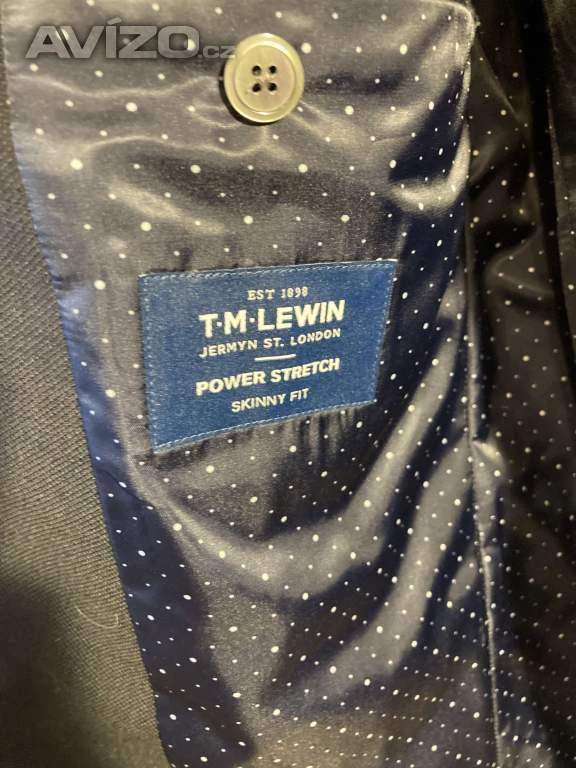 AVÍZO.cz
EST 1898
T·M·LEWIN
JERMYN ST. LONDON
POWER STRETCH
SKINNY FIT